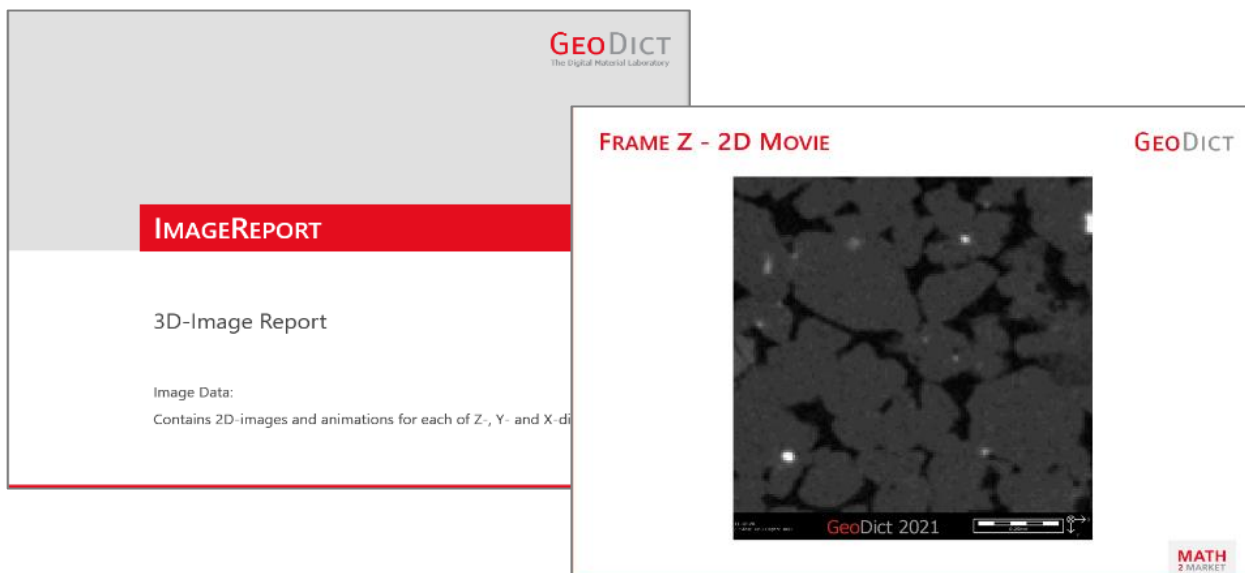 GEODICT
The Digital Material Laboratory
IMAGEREPORT
3D-Image Report
Image Data:
Contains 2D-images and animations for each of Z-, Y- and X-di
FRAME Z - 2D MOVIE
GEODICT
GeoDict 2021
MATH
2 MARKET